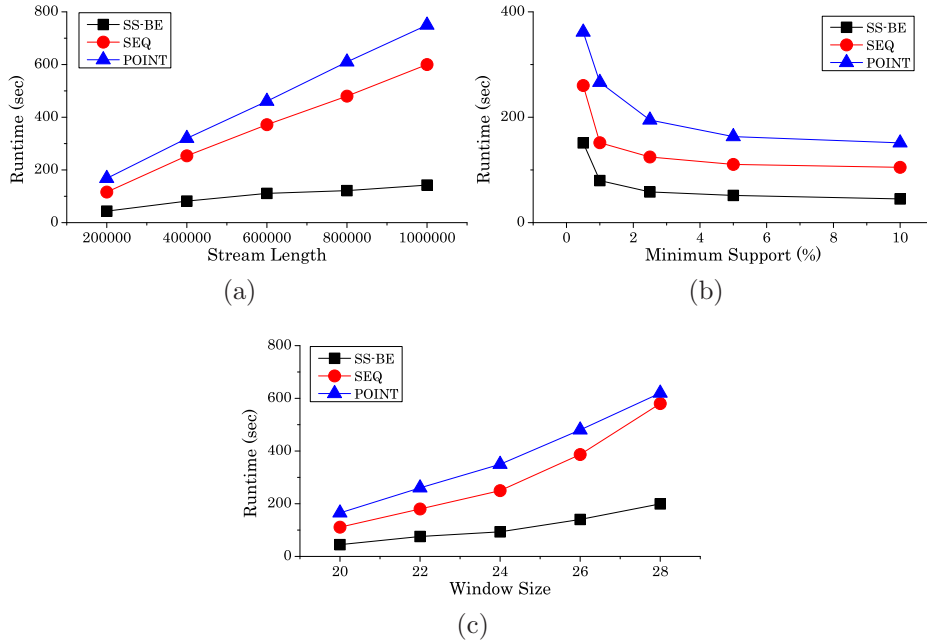 800
600
400
200
0
Runtime (sec)
SS-BE
SEQ
POINT
200000 400000 600000 800000 1000000
Stream Length
(a)
400
200
0
Runtime (sec)
SS-BE
SEQ
POINT
0 2 4 6 8 10
Minimum Support (%)
(b)
800
600
400
200
0
Runtime (sec)
SS-BE
SEQ
POINT
20 22 24 26 28
Window Size
(c)